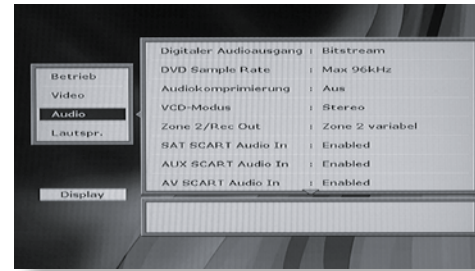 Betrieb
Video
Audio
Lautspr.
Display
Digitaler Audioausgang : Bitstream
DVD Sample Rate : Max 96kHz
Audiokomprimierung : Aus
VCD-Modus : Stereo
Zone 2/Rec Out : Zone 2 variabel
SAT SCART Audio In : Enabled
AUX SCART Audio In : Enabled
AV SCART Audio In : Enabled